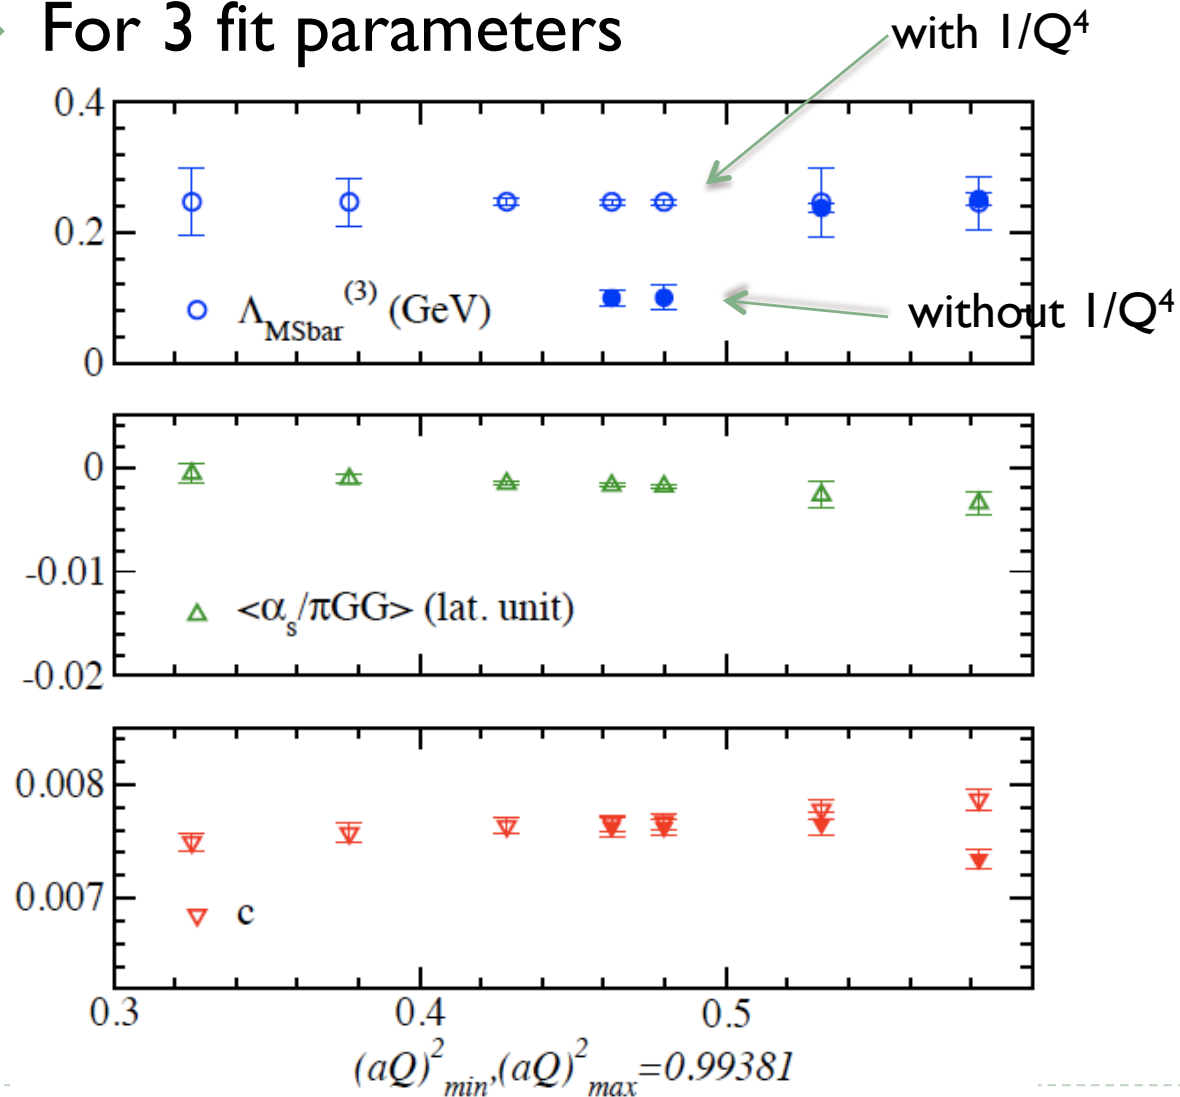 For 3 fit parameters
with 1/Q⁴
0.4
0.2
0
Λ_MSbar^(3) (GeV)
without 1/Q⁴
0
-0.01
-0.02
<α_s/πGG> (lat. unit)
0.008
0.007
c
0.3 0.4 0.5
(aQ)²_min,(aQ)²_max=0.99381